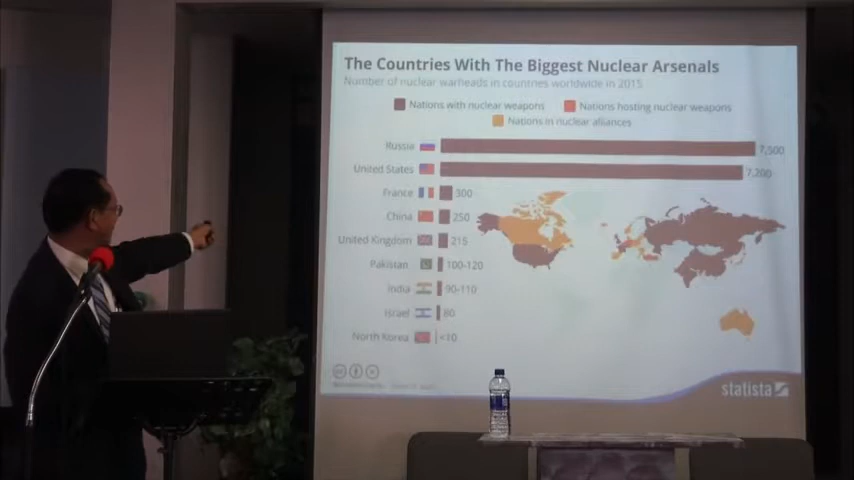 The Countries With The Biggest Nuclear Arsenals
Number of nuclear warheads in countries worldwide in 2015
Nations with nuclear weapons
Nations hosting nuclear weapons
Nations in nuclear alliances
Russia 7,500
United States 7,200
France 300
China 250
United Kingdom 215
Pakistan 100-120
India 90-110
Israel 80
North Korea <10
statista